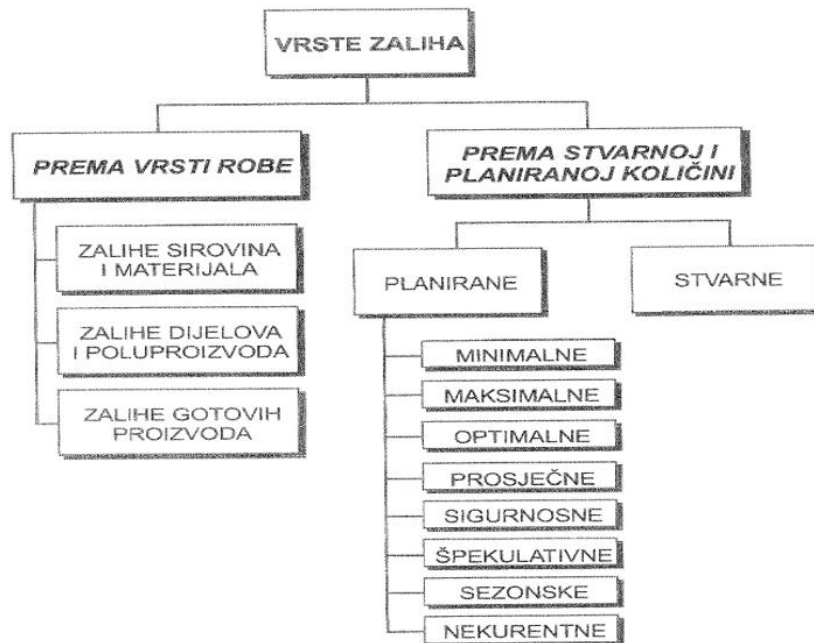 VRSTE ZALIHA
PREMA VRSTI ROBE
ZALIHE SIROVINA
I MATERIJALA
ZALIHE DIJELOVA
I POLUPROIZVODA
ZALIHE GOTOVIH
PROIZVODA
PREMA STVARNOJ I
PLANIRANOJ KOLIČINI
PLANIRANE
STVARNE
MINIMALNE
MAKSIMALNE
OPTIMALNE
PROSJEČNE
SIGURNOSNE
ŠPEKULATIVNE
SEZONSKE
NEKURENTNE